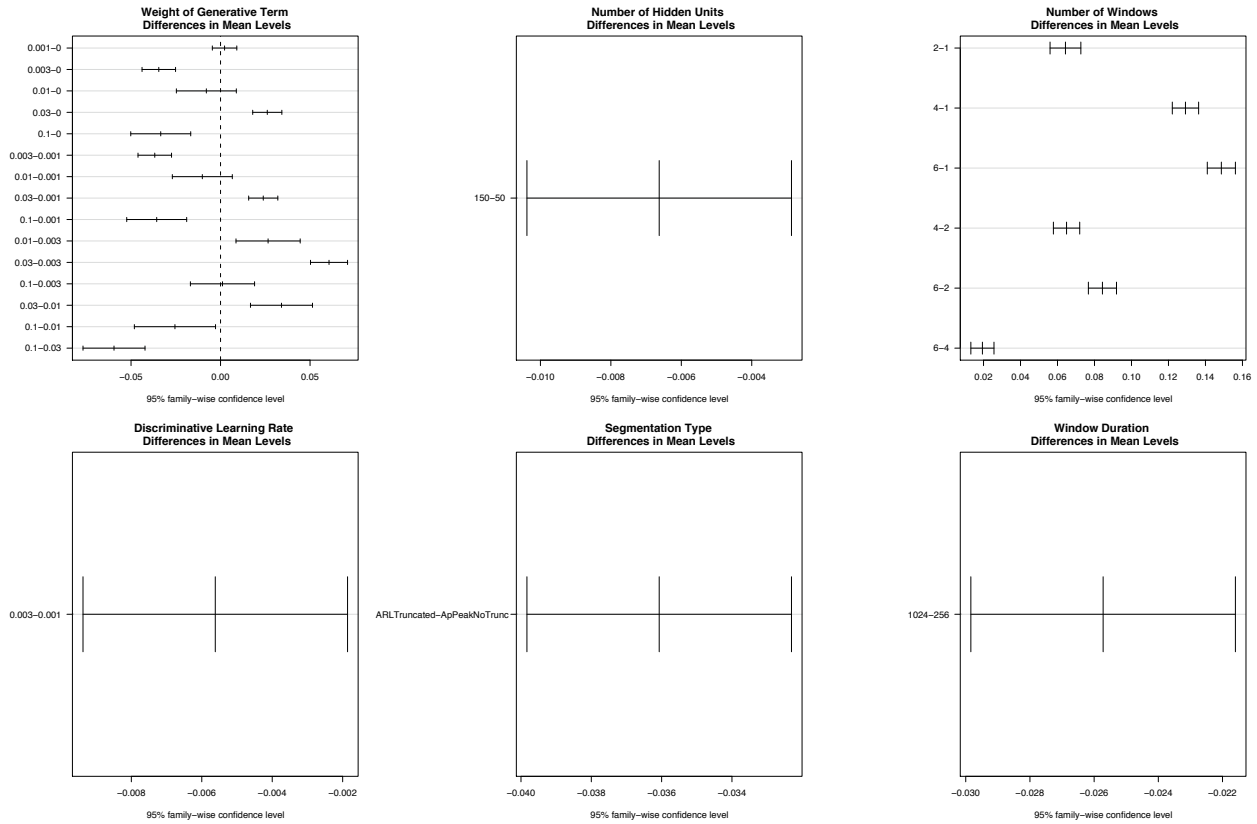 Weight of Generative Term
Differences in Mean Levels
0.001−0
0.003−0
0.01−0
0.03−0
0.1−0
0.003−0.001
0.01−0.001
0.03−0.001
0.1−0.001
0.01−0.003
0.03−0.003
0.1−0.003
0.03−0.01
0.1−0.01
0.1−0.03
−0.05 0.00 0.05
95% family−wise confidence level
Number of Hidden Units
Differences in Mean Levels
150−50
−0.010 −0.008 −0.006 −0.004
95% family−wise confidence level
Number of Windows
Differences in Mean Levels
2−1
4−1
6−1
4−2
6−2
6−4
0.02 0.04 0.06 0.08 0.10 0.12 0.14 0.16
95% family−wise confidence level
Discriminative Learning Rate
Differences in Mean Levels
0.003−0.001
−0.008 −0.006 −0.004 −0.002
95% family−wise confidence level
Segmentation Type
Differences in Mean Levels
ARLTruncated−ApPeakNoTrunc
−0.040 −0.038 −0.036 −0.034
95% family−wise confidence level
Window Duration
Differences in Mean Levels
1024−256
−0.030 −0.028 −0.026 −0.024 −0.022
95% family−wise confidence level